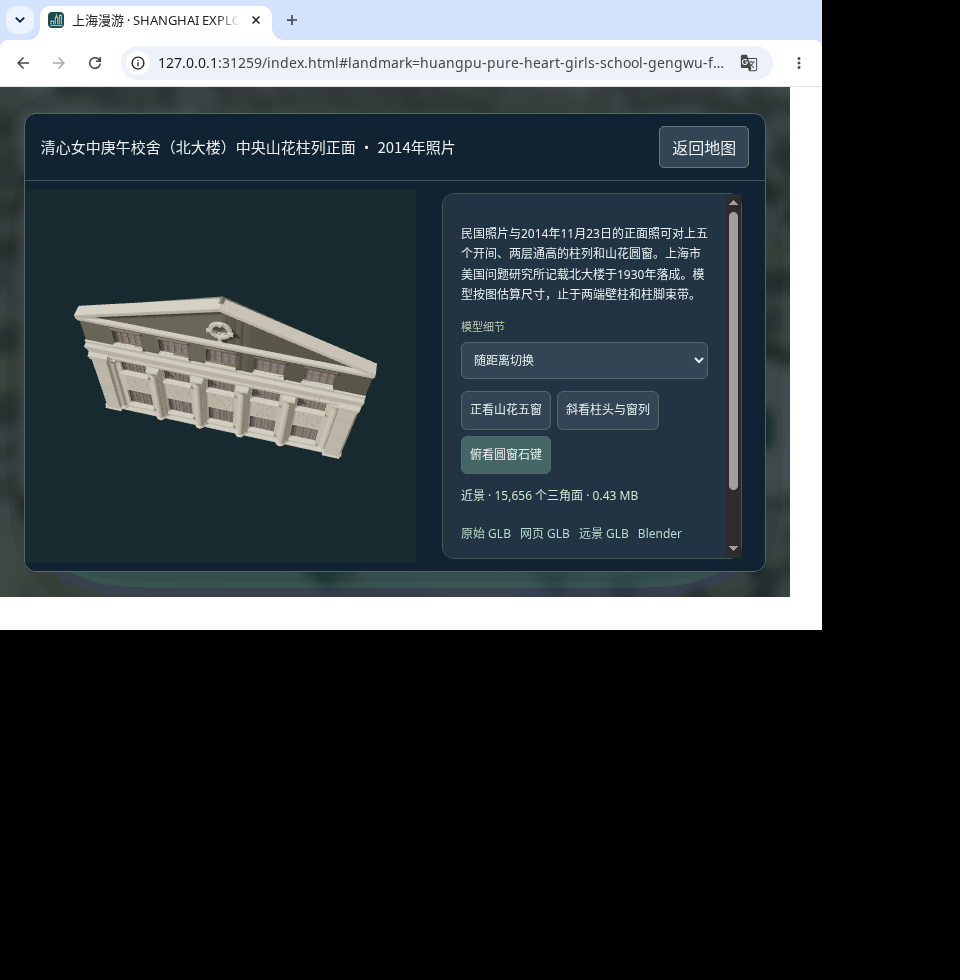 上海漫游 · SHANGHAI EXPLO
127.0.0.1:31259/index.html#landmark=huangpu-pure-heart-girls-school-gengwu-f...
清心女中庚午校舍（北大楼）中央山花柱列正面 · 2014年照片
返回地图
民国照片与2014年11月23日的正面照可对上五
个开间、两层通高的柱列和山花圆窗。上海市
美国问题研究所记载北大楼于1930年落成。模
型按图估算尺寸，止于两端壁柱和柱脚束带。
模型细节
随距离切换
正看山花五窗
斜看柱头与窗列
俯看圆窗石键
近景 · 15,656 个三角面 · 0.43 MB
原始 GLB 网页 GLB 远景 GLB Blender